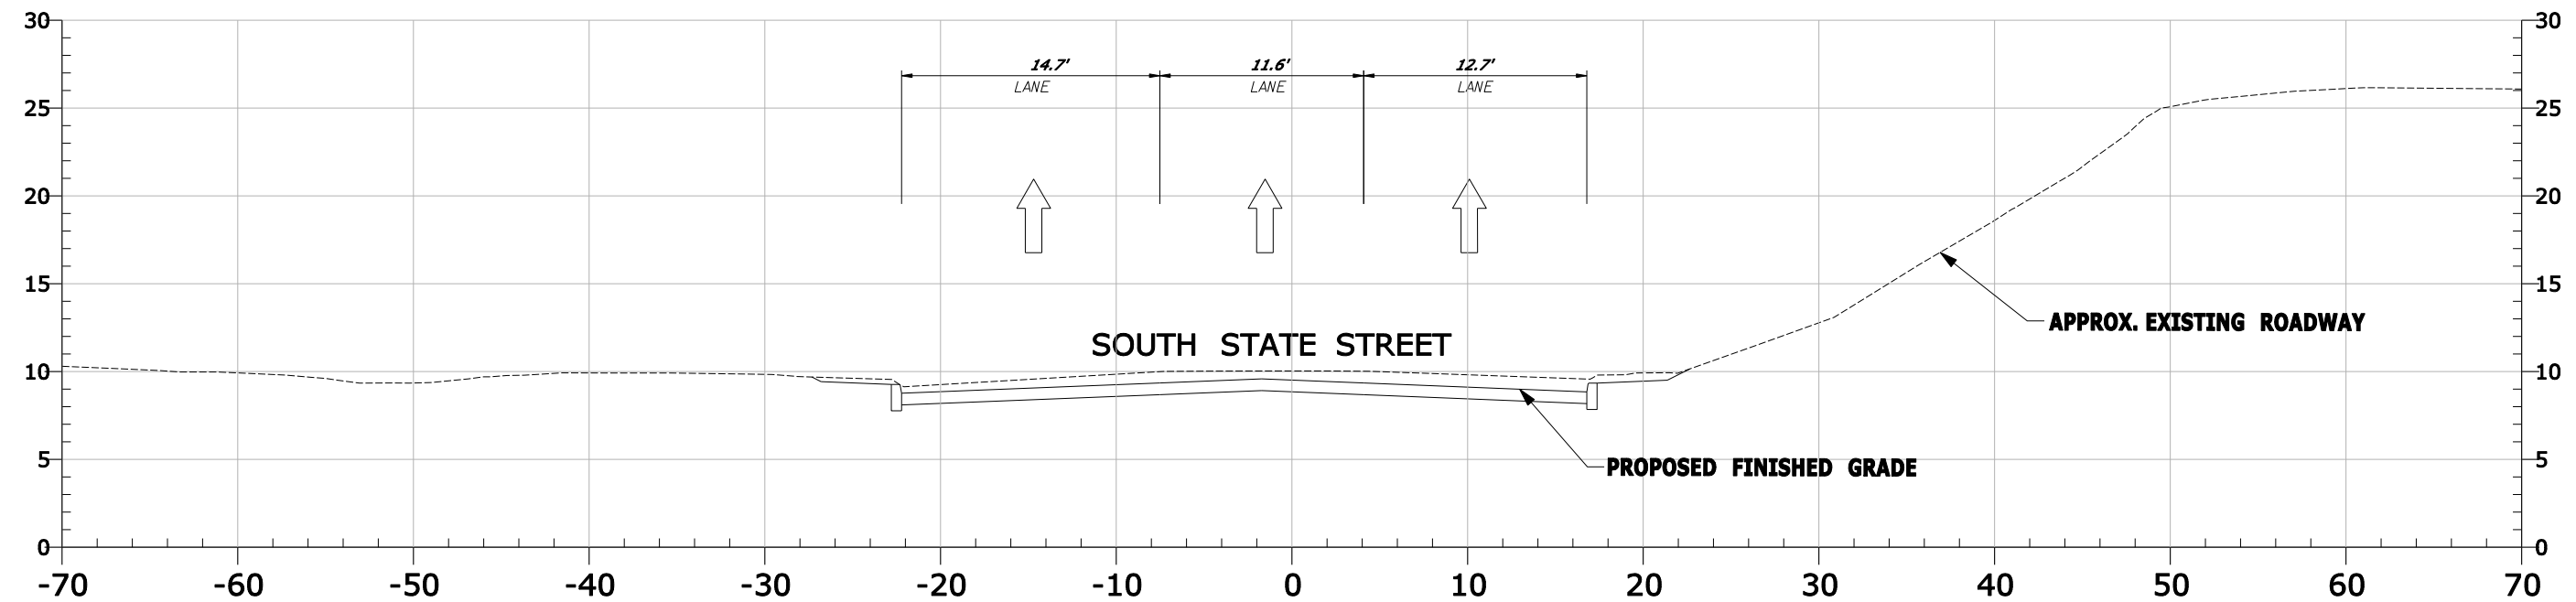 30 30
14.7' 11.6' 12.7'
LANE LANE LANE
25 25
20 20
15 15
APPROX. EXISTING ROADWAY
SOUTH STATE STREET
10 10
5 5
PROPOSED FINISHED GRADE
0 0
-70 -60 -50 -40 -30 -20 -10 0 10 20 30 40 50 60 70